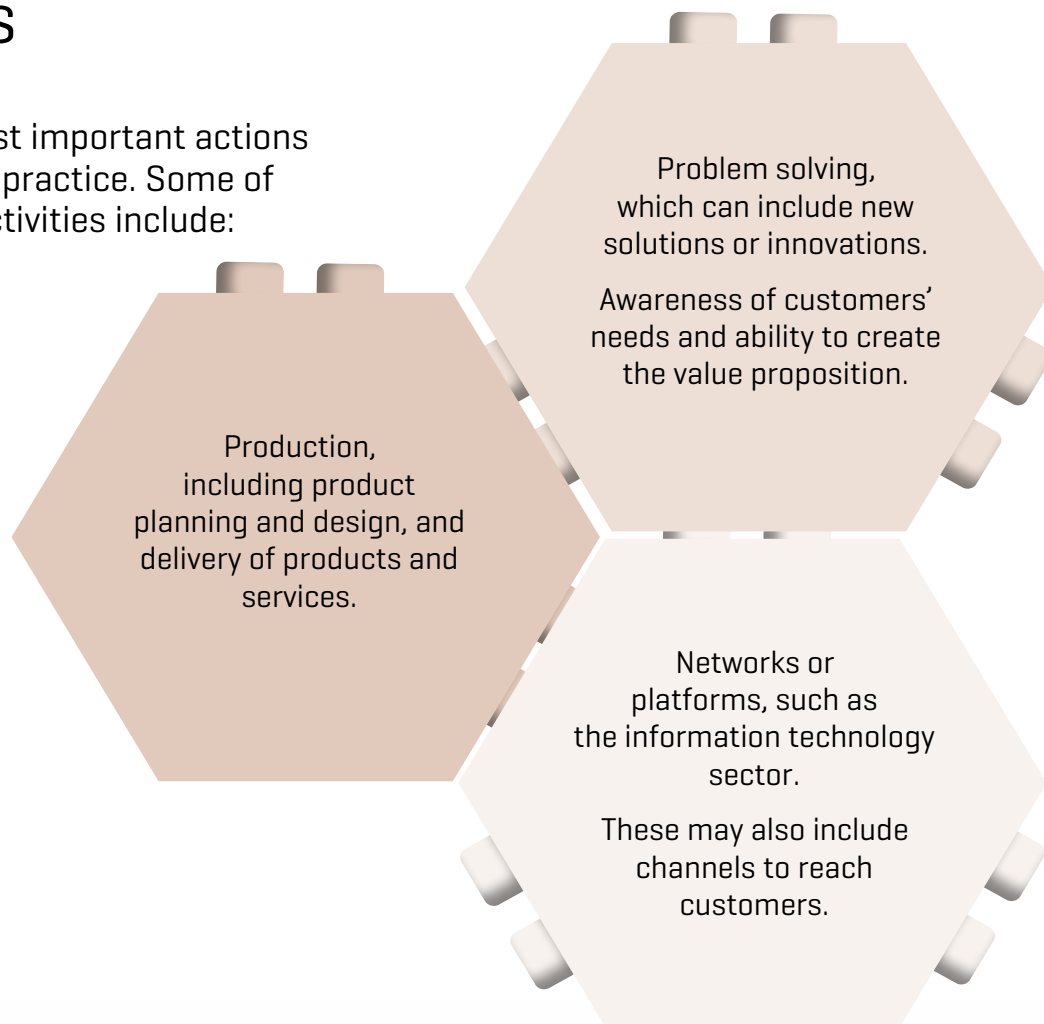 S
st important actions
practice. Some of
ctivities include:
Problem solving,
which can include new
solutions or innovations.
Awareness of customers’
needs and ability to create
the value proposition.
Production,
including product
planning and design, and
delivery of products and
services.
Networks or
platforms, such as
the information technology
sector.
These may also include
channels to reach
customers.